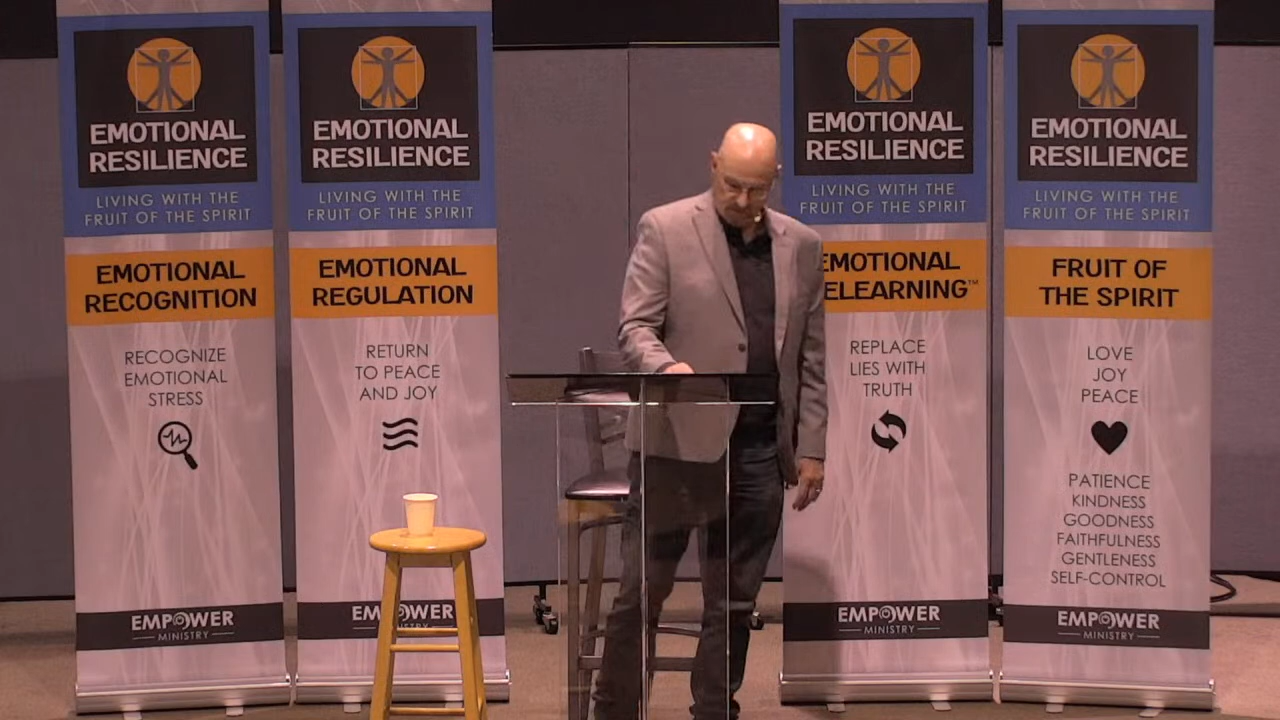 EMOTIONAL
RESILIENCE
LIVING WITH THE
FRUIT OF THE SPIRIT
EMOTIONAL
RECOGNITION
RECOGNIZE
EMOTIONAL
STRESS
EMPOWER
MINISTRY
EMOTIONAL
RESILIENCE
LIVING WITH THE
FRUIT OF THE SPIRIT
EMOTIONAL
REGULATION
RETURN
TO PEACE
AND JOY
EMPOWER
ISTRY
EMOTIONAL
RESILIENCE
LIVING WITH THE
FRUIT OF THE SPIRIT
EMOTIONAL
ELEARNING™
REPLACE
LIES WITH
TRUTH
EMPOWER
MINISTRY
EMOTIONAL
RESILIENCE
LIVING WITH THE
FRUIT OF THE SPIRIT
FRUIT OF
THE SPIRIT
LOVE
JOY
PEACE
PATIENCE
KINDNESS
GOODNESS
FAITHFULNESS
GENTLENESS
SELF-CONTROL
EMPOWER
MINISTRY